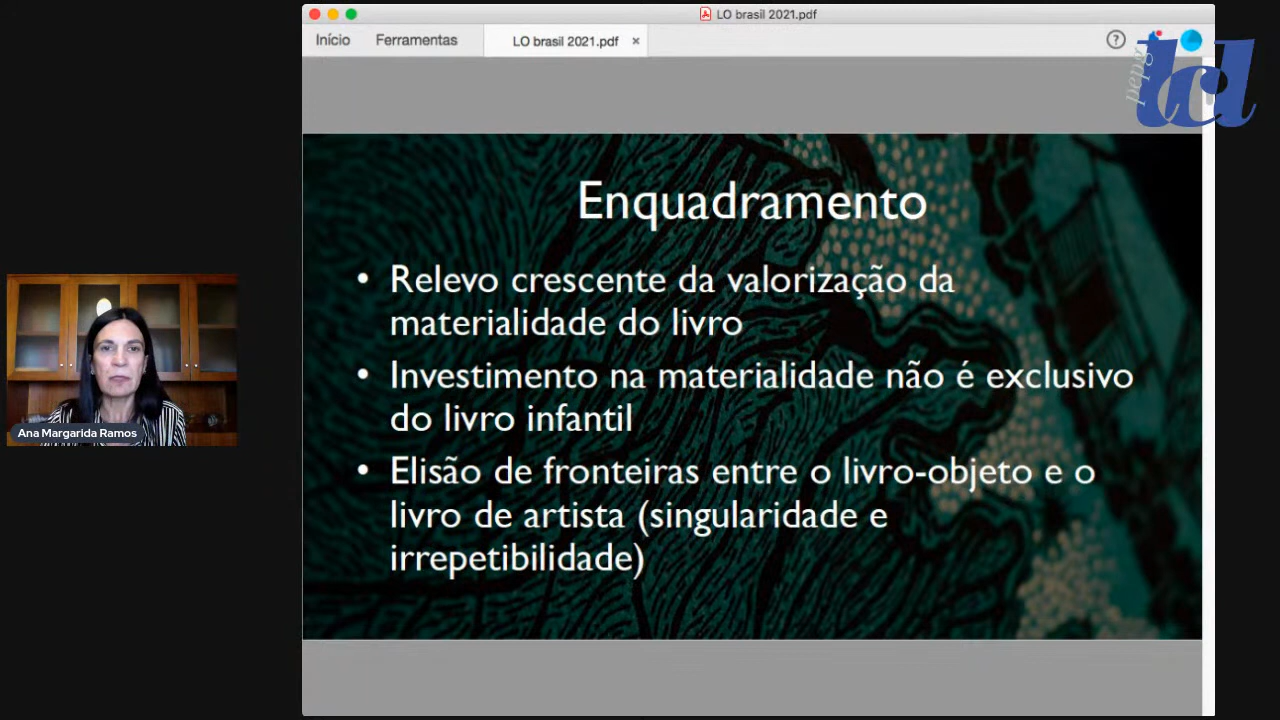 LO brasil 2021.pdf
Início Ferramentas LO brasil 2021.pdf ×
pepg lcl
Enquadramento
• Relevo crescente da valorização da
materialidade do livro
• Investimento na materialidade não é exclusivo
do livro infantil
• Elisão de fronteiras entre o livro-objeto e o
livro de artista (singularidade e
irrepetibilidade)
Ana Margarida Ramos